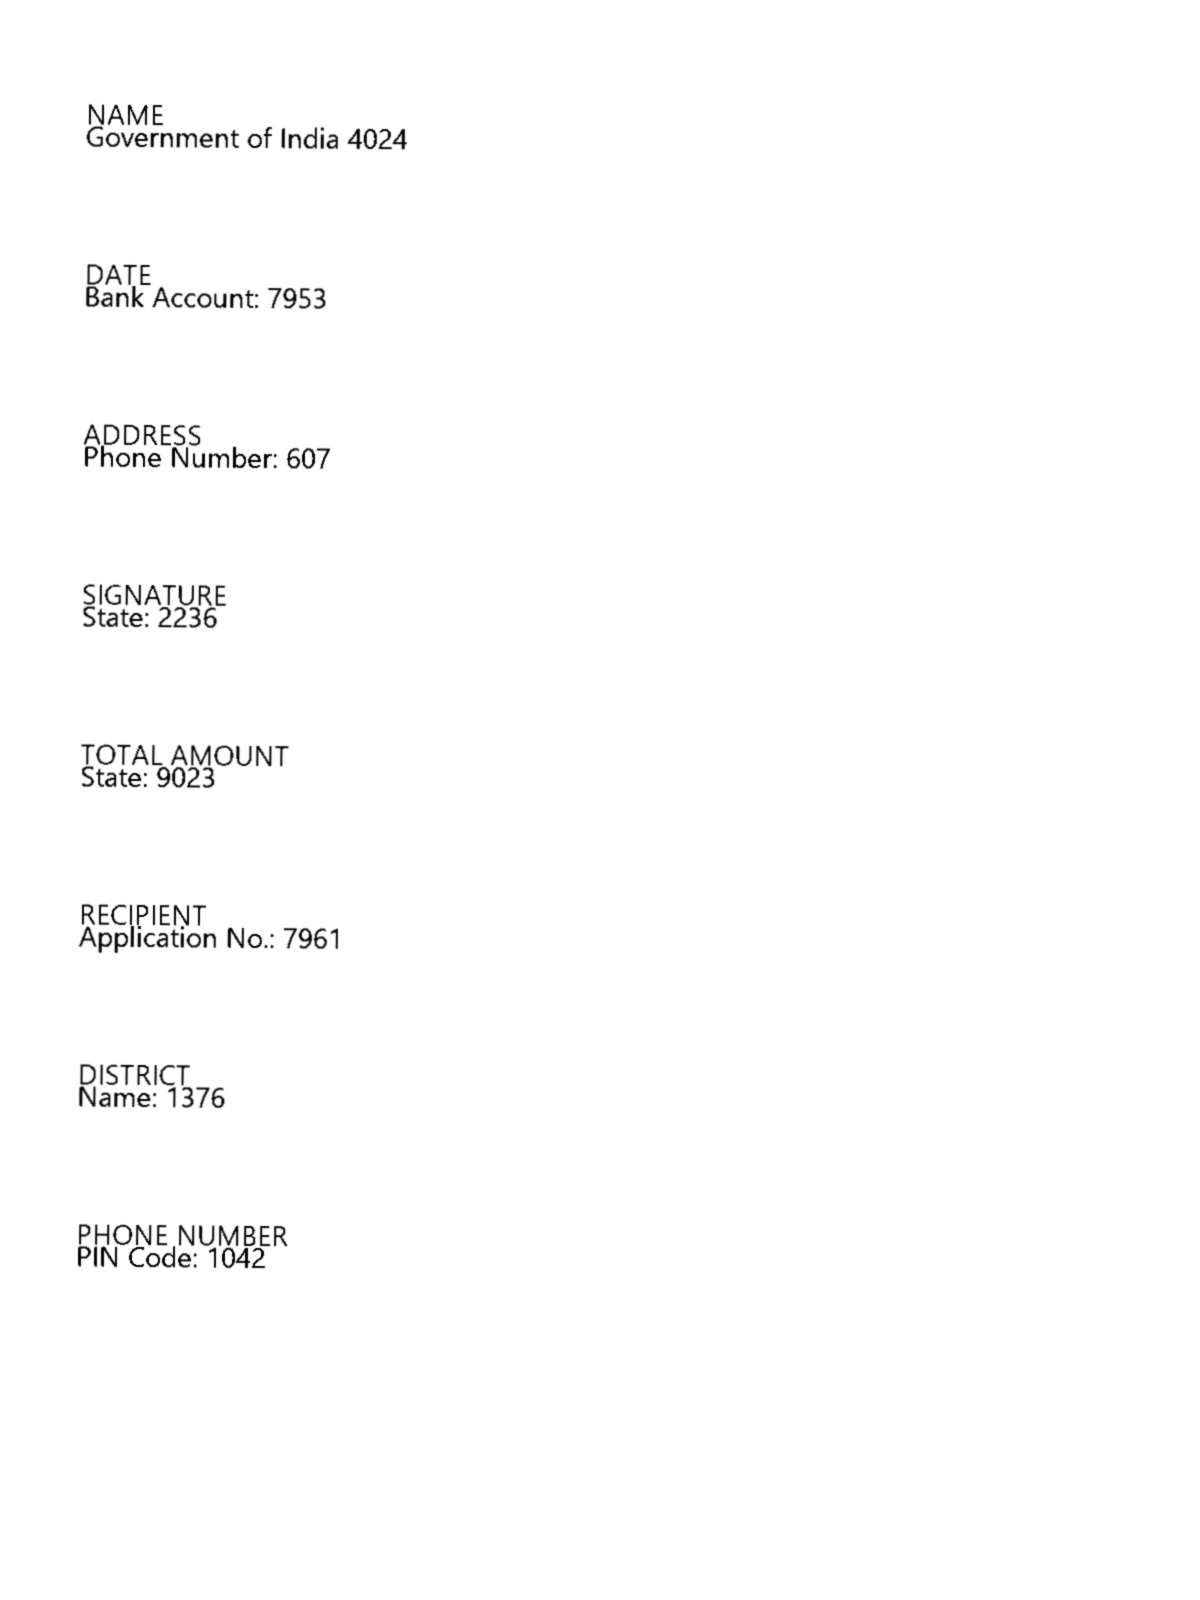 NAME
Government of India 4024
DATE
Bank Account: 7953
ADDRESS
Phone Number: 607
SIGNATURE
State: 2236
TOTAL AMOUNT
State: 9023
RECIPIENT
Application No.: 7961
DISTRICT
Name: 1376
PHONE NUMBER
PIN Code: 1042